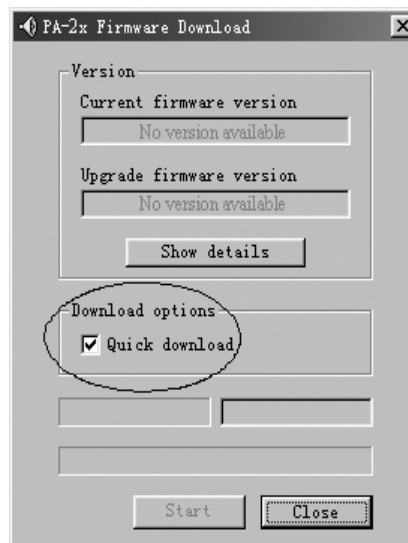 PA-2x Firmware Download
Version
Current firmware version
No version available
Upgrade firmware version
No version available
Show details
Download options
Quick download
Start
Close